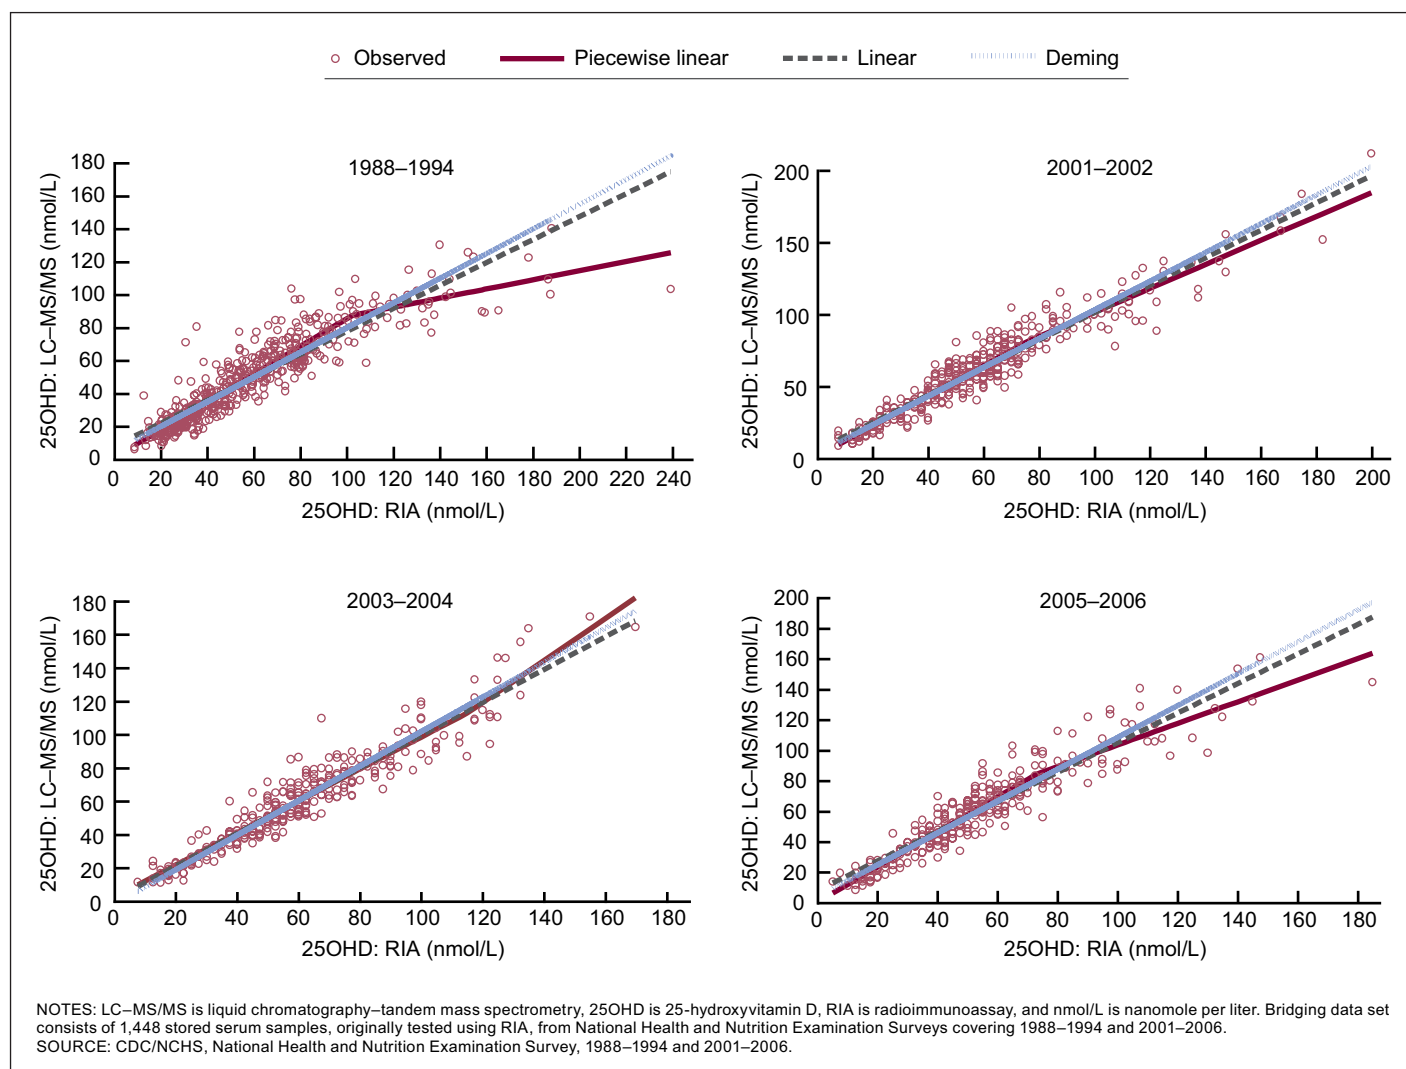 Observed Piecewise linear Linear Deming
1988–1994
25OHD: LC–MS/MS (nmol/L)
180
160
140
120
100
80
60
40
20
0
0 20 40 60 80 100 120 140 160 180 200 220 240
25OHD: RIA (nmol/L)
2001–2002
25OHD: LC–MS/MS (nmol/L)
200
150
100
50
0
0 20 40 60 80 100 120 140 160 180 200
25OHD: RIA (nmol/L)
2003–2004
25OHD: LC–MS/MS (nmol/L)
180
160
140
120
100
80
60
40
20
0
0 20 40 60 80 100 120 140 160 180
25OHD: RIA (nmol/L)
2005–2006
25OHD: LC–MS/MS (nmol/L)
200
180
160
140
120
100
80
60
40
20
0
0 20 40 60 80 100 120 140 160 180
25OHD: RIA (nmol/L)
NOTES: LC–MS/MS is liquid chromatography–tandem mass spectrometry, 25OHD is 25-hydroxyvitamin D, RIA is radioimmunoassay, and nmol/L is nanomole per liter. Bridging data set
consists of 1,448 stored serum samples, originally tested using RIA, from National Health and Nutrition Examination Surveys covering 1988–1994 and 2001–2006.
SOURCE: CDC/NCHS, National Health and Nutrition Examination Survey, 1988–1994 and 2001–2006.